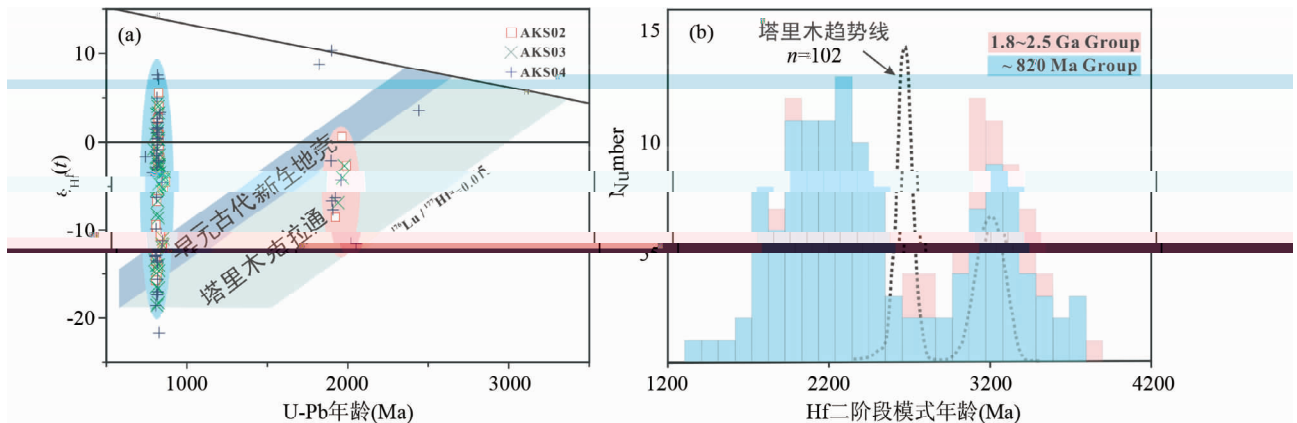 (a)
AKS02
AKS03
AKS04
10
0
-10
-20
εHf(t)
早元古代新生地壳
塔里木克拉通
¹⁷⁶Lu/¹⁷⁷Hf
1000
2000
3000
U-Pb年龄(Ma)
(b)
塔里木趋势线
n=102
1.8~2.5 Ga Group
~ 820 Ma Group
15
10
5
Number
1200
2200
3200
4200
Hf二阶段模式年龄(Ma)